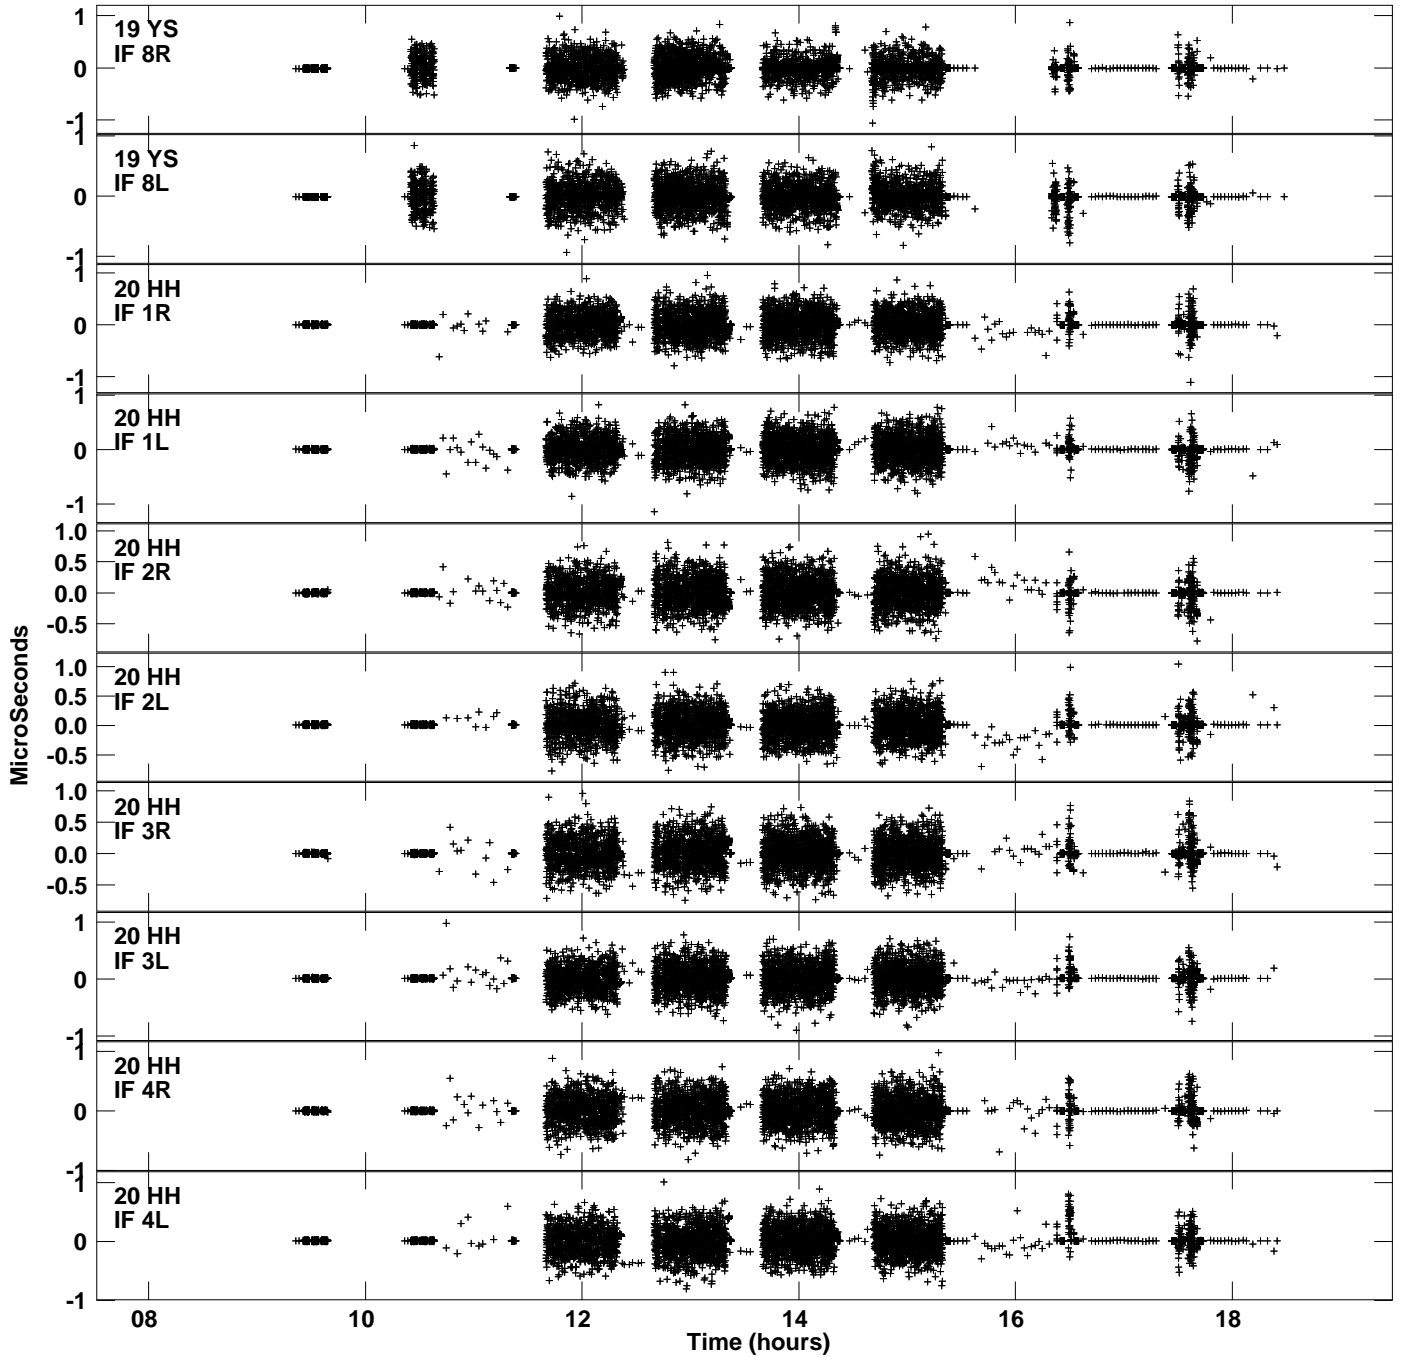 1
0
-1
19 YS
IF 8R
1
0
-1
19 YS
IF 8L
1
0
-1
20 HH
IF 1R
1
0
-1
20 HH
IF 1L
1.0
0.5
0.0
-0.5
20 HH
IF 2R
1.0
0.5
0.0
-0.5
20 HH
IF 2L
1.0
0.5
0.0
-0.5
20 HH
IF 3R
1
0
-1
20 HH
IF 3L
1
0
-1
20 HH
IF 4R
1
0
-1
20 HH
IF 4L
MicroSeconds
08 10 12 14 16 18
Time (hours)